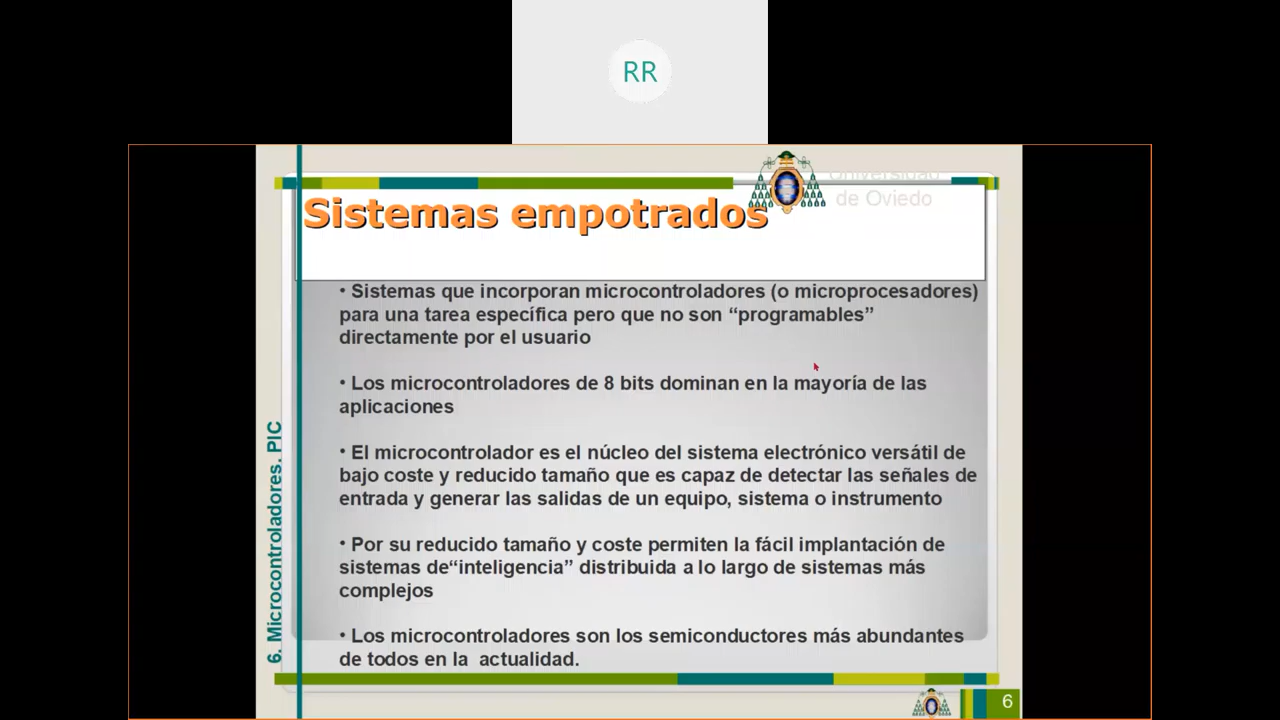 RR
Universidad
de Oviedo
Sistemas empotrados
• Sistemas que incorporan microcontroladores (o microprocesadores)
para una tarea específica pero que no son “programables”
directamente por el usuario
• Los microcontroladores de 8 bits dominan en la mayoría de las
aplicaciones
• El microcontrolador es el núcleo del sistema electrónico versátil de
bajo coste y reducido tamaño que es capaz de detectar las señales de
entrada y generar las salidas de un equipo, sistema o instrumento
• Por su reducido tamaño y coste permiten la fácil implantación de
sistemas de“inteligencia” distribuida a lo largo de sistemas más
complejos
• Los microcontroladores son los semiconductores más abundantes
de todos en la  actualidad.
6. Microcontroladores. PIC
6